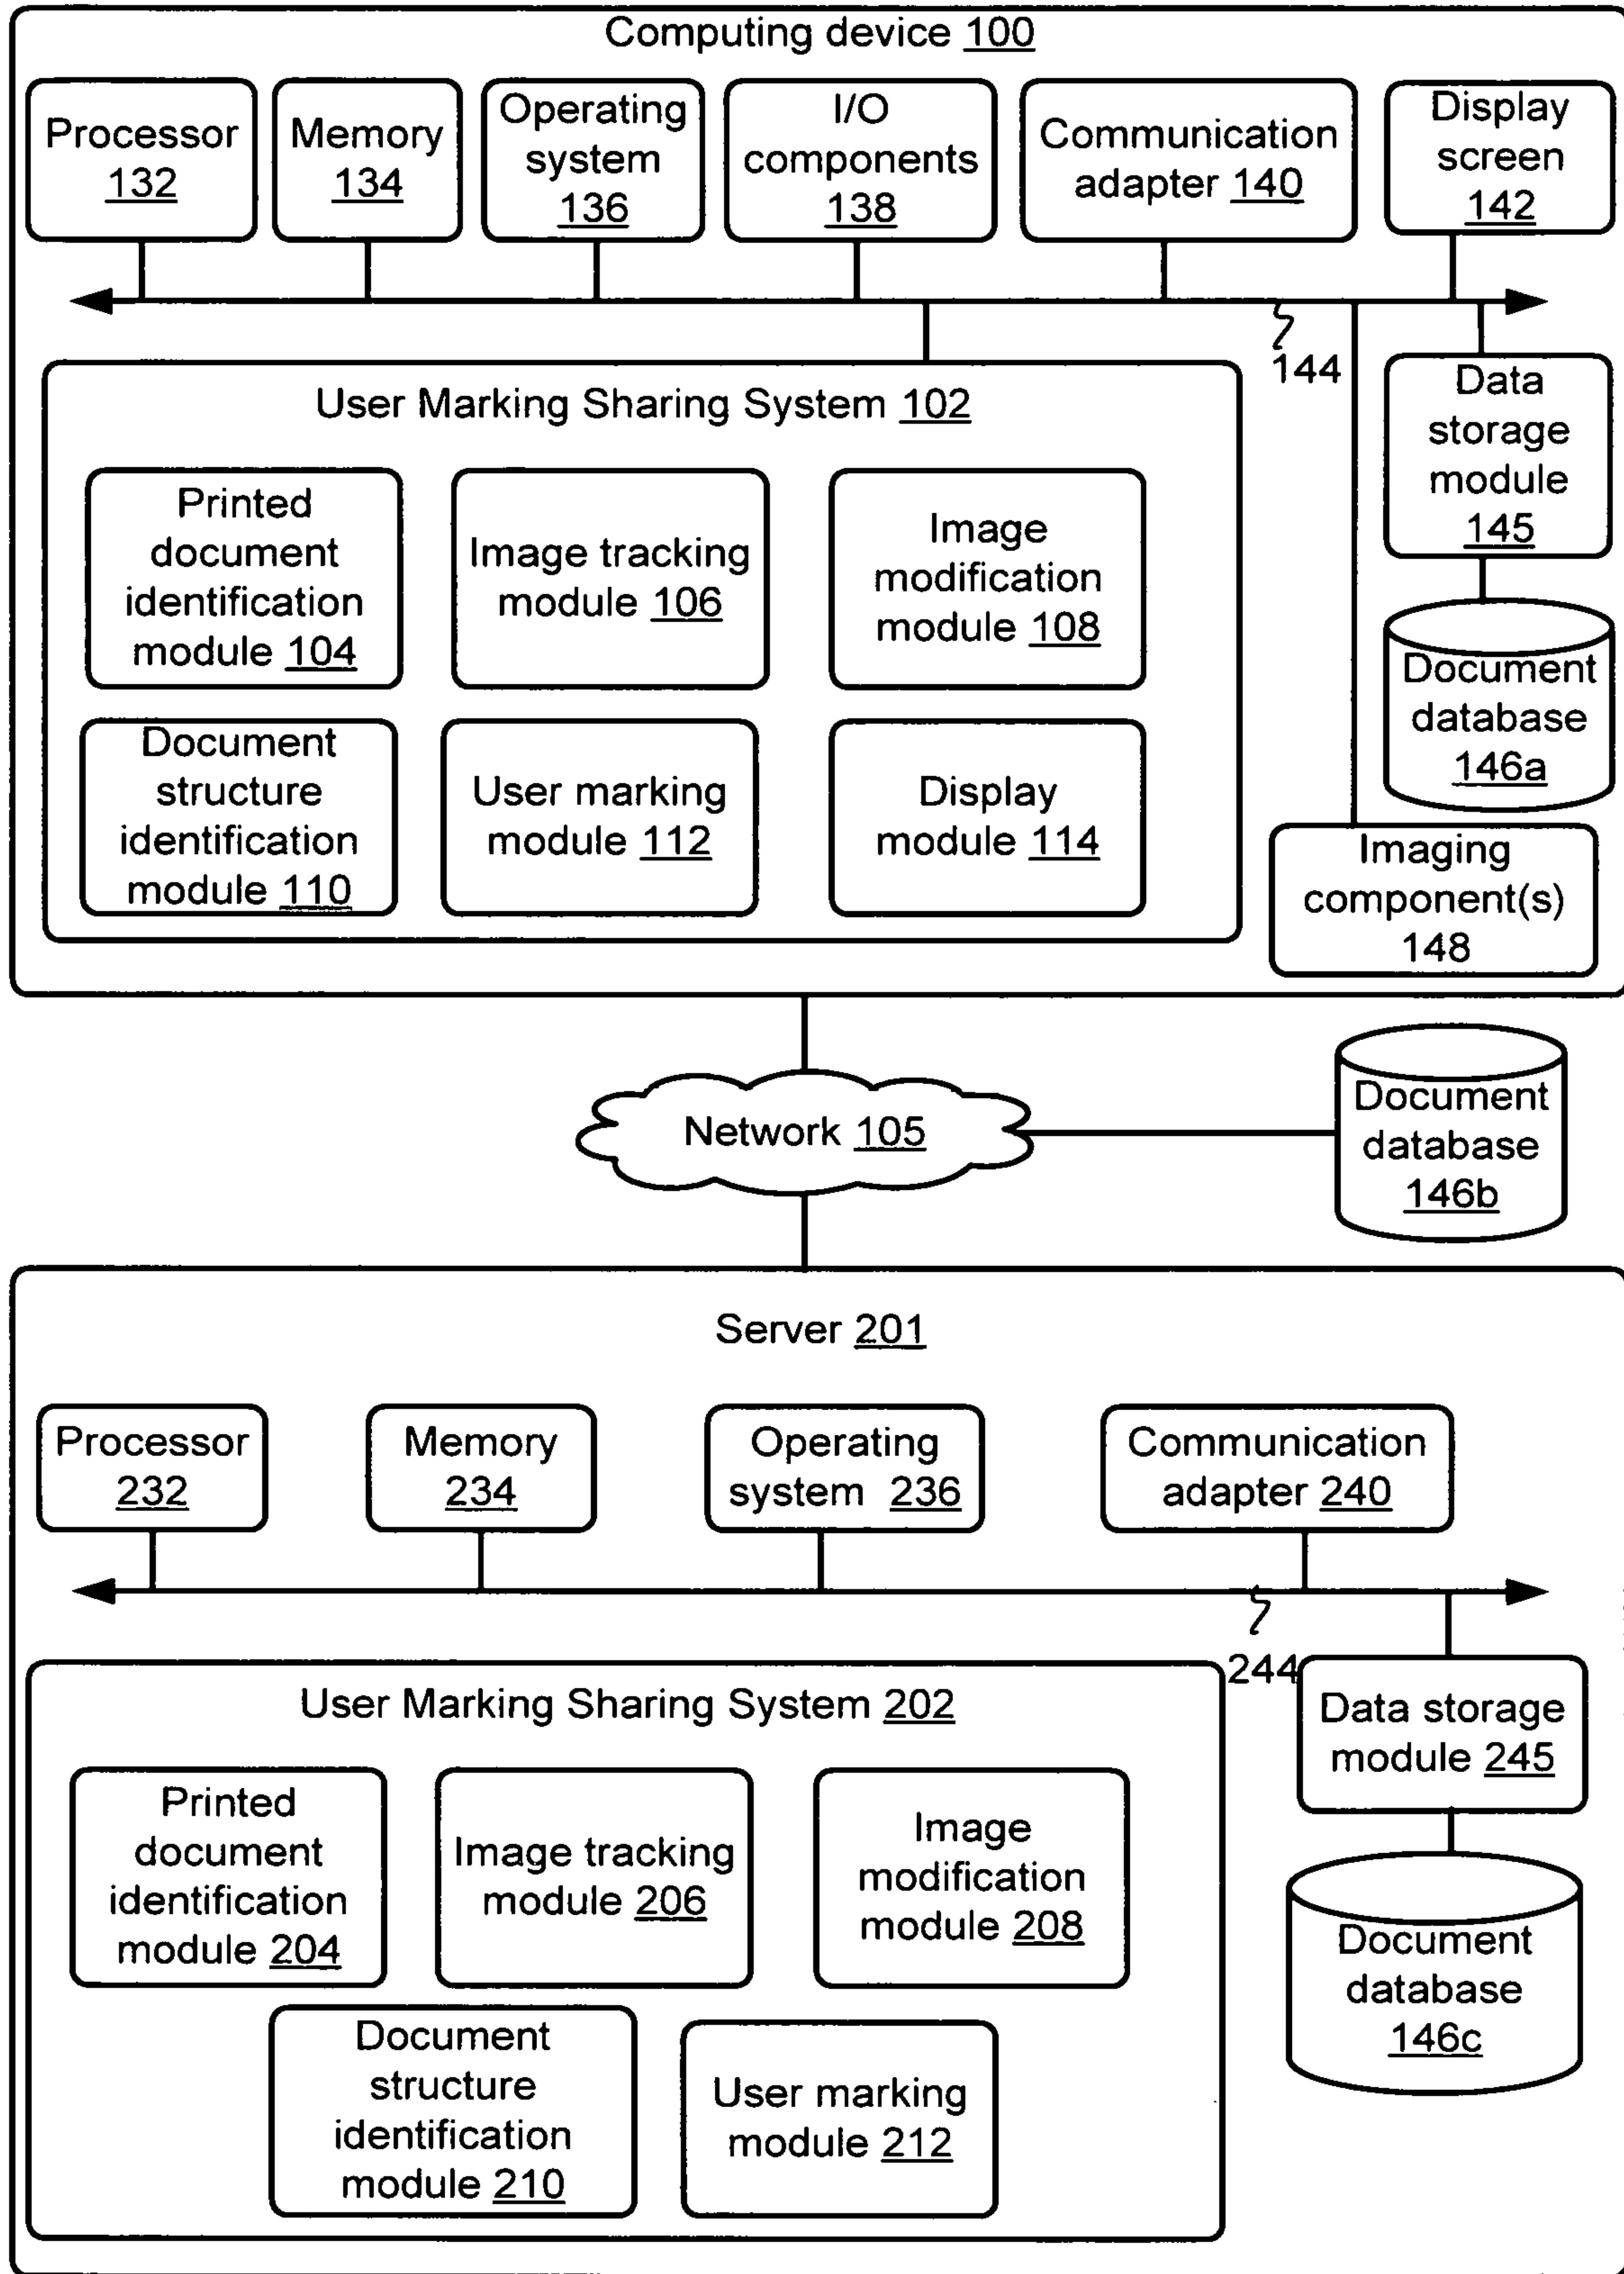 Computing device 100
Processor
132
Memory
134
Operating
system
136
I/O
components
138
Communication
adapter 140
Display
screen
142
144
User Marking Sharing System 102
Printed
document
identification
module 104
Image tracking
module 106
Image
modification
module 108
Document
structure
identification
module 110
User marking
module 112
Display
module 114
Data
storage
module
145
Document
database
146a
Imaging
component(s)
148
Network 105
Document
database
146b
Server 201
Processor
232
Memory
234
Operating
system 236
Communication
adapter 240
244
User Marking Sharing System 202
Printed
document
identification
module 204
Image tracking
module 206
Image
modification
module 208
Document
structure
identification
module 210
User marking
module 212
Data storage
module 245
Document
database
146c